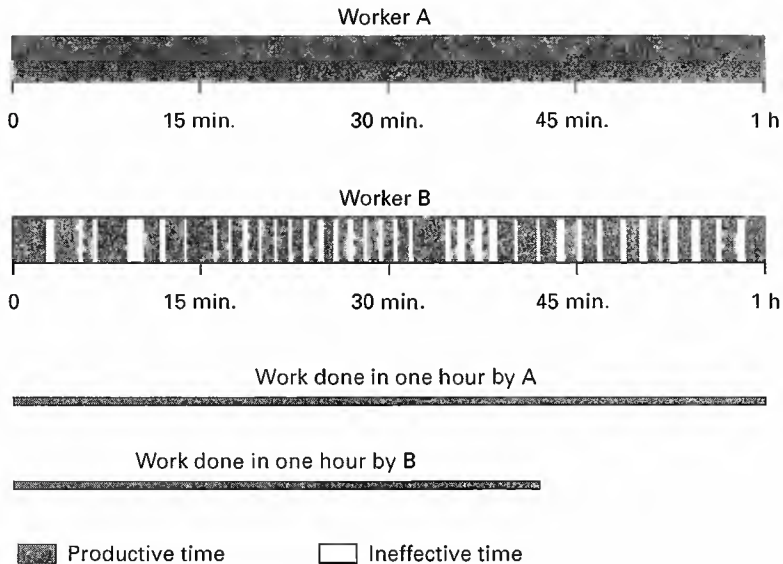 Worker A
0 15 min. 30 min. 45 min. 1 h
Worker B
0 15 min. 30 min. 45 min. 1 h
Work done in one hour by A
Work done in one hour by B
Productive time Ineffective time